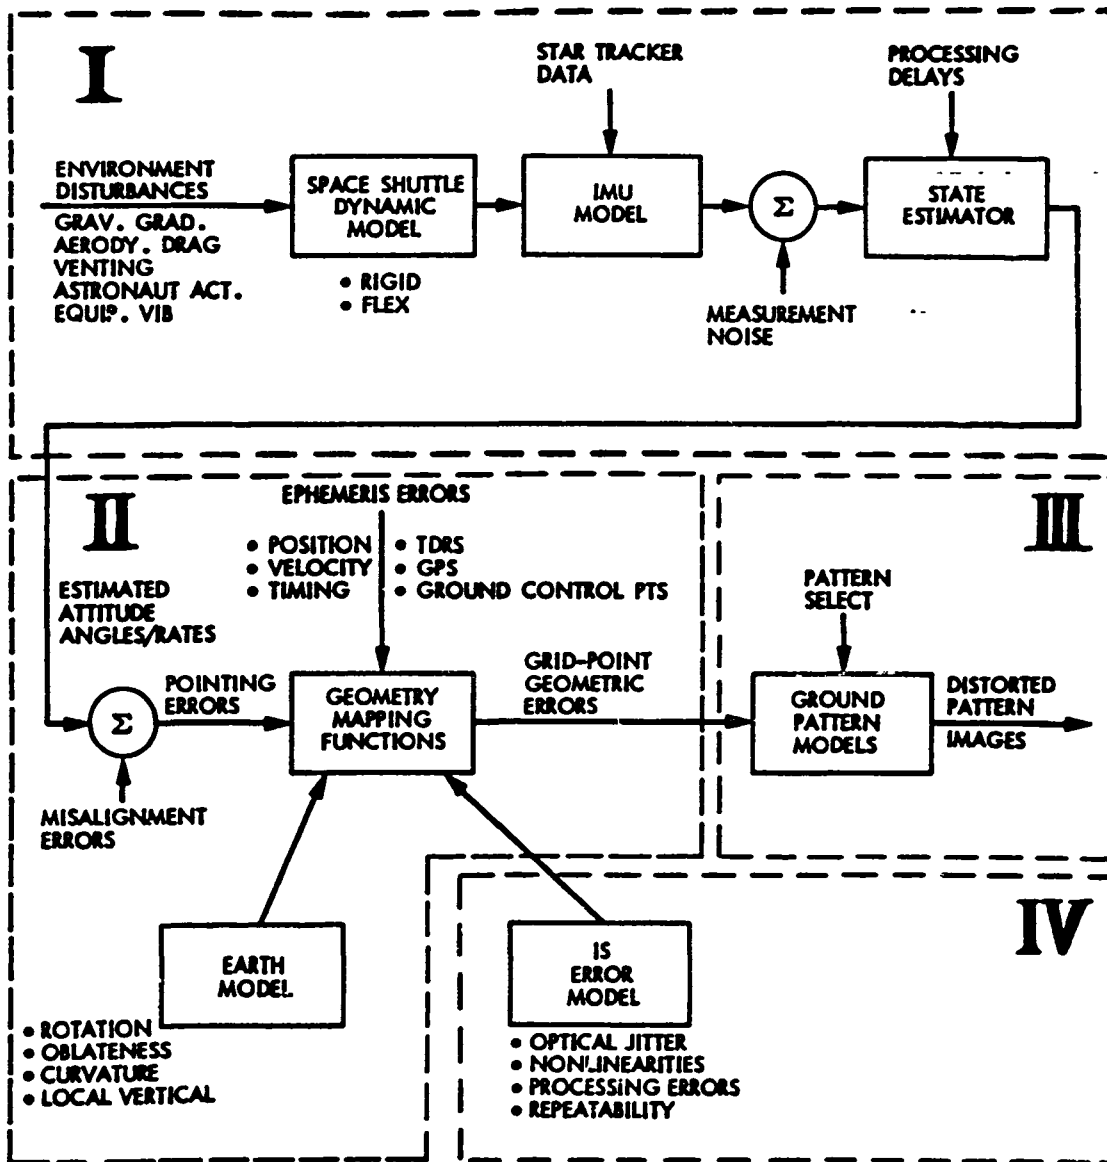 I
STAR TRACKER
DATA
PROCESSING
DELAYS
ENVIRONMENT
DISTURBANCES
GRAV. GRAD.
AERODY. DRAG
VENTING
ASTRONAUT ACT.
EQUIP. VIB
SPACE SHUTTLE
DYNAMIC
MODEL
• RIGID
• FLEX
IMU
MODEL
Σ
MEASUREMENT
NOISE
STATE
ESTIMATOR
II
EPHEMERIS ERRORS
• POSITION
• VELOCITY
• TIMING
• TDRS
• GPS
• GROUND CONTROL PTS
ESTIMATED
ATTITUDE
ANGLES/RATES
Σ
POINTING
ERRORS
MISALIGNMENT
ERRORS
GEOMETRY
MAPPING
FUNCTIONS
GRID-POINT
GEOMETRIC
ERRORS
III
PATTERN
SELECT
GROUND
PATTERN
MODELS
DISTORTED
PATTERN
IMAGES
EARTH
MODEL
• ROTATION
• OBLATENESS
• CURVATURE
• LOCAL VERTICAL
IV
IS
ERROR
MODEL
• OPTICAL JITTER
• NONLINEARITIES
• PROCESSING ERRORS
• REPEATABILITY